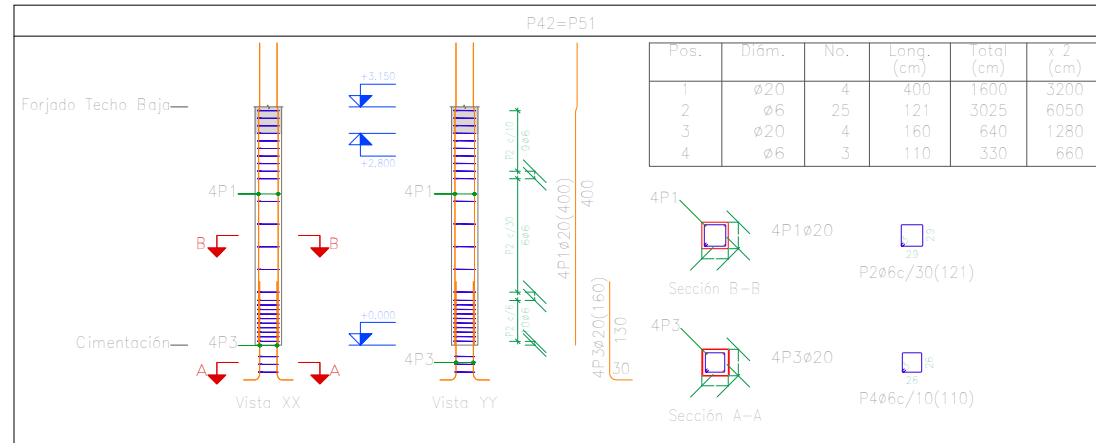 P42=P51
Pos. Diám. No. Long. (cm) Total (cm) x 2 (cm)
1 ø20 4 400 1600 3200
2 ø6 25 121 3025 6050
3 ø20 4 160 640 1280
4 ø6 3 110 330 660
Forjado Techo Baja
+3.150
+2.800
4P1
4P1
B
B
+0.000
Cimentación
4P3
4P3
A
A
Vista XX
Vista YY
P2 c/10
9ø6
P2 c/30
6ø6
P2 c/6
4P1ø20(400)
400
4P3ø20(160)
130
30
4P1
4P1ø20
Sección B-B
29
29
P2ø6c/30(121)
4P3
4P3ø20
Sección A-A
26
26
P4ø6c/10(110)